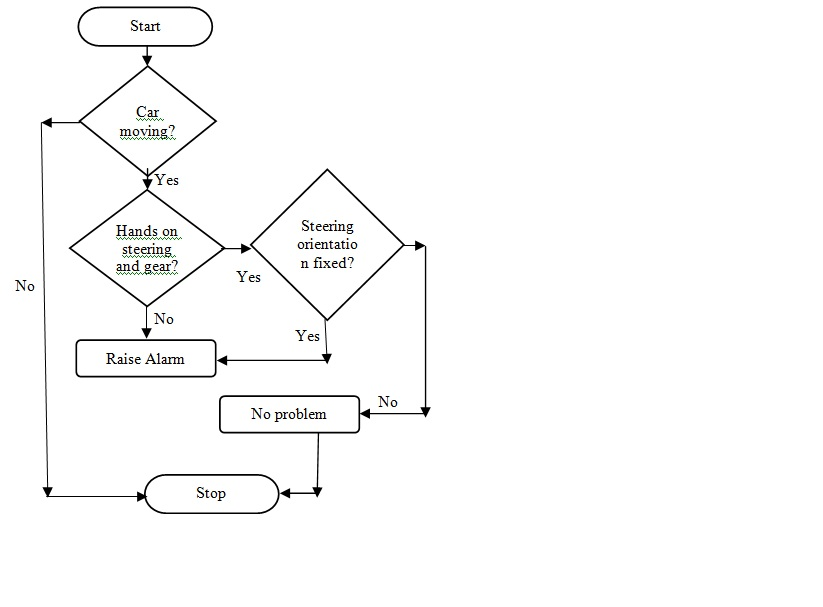 Start
Car
moving?
Yes
Hands on
steering
and gear?
Yes
Steering
orientatio
n fixed?
No
No
Yes
Raise Alarm
No problem
No
Stop